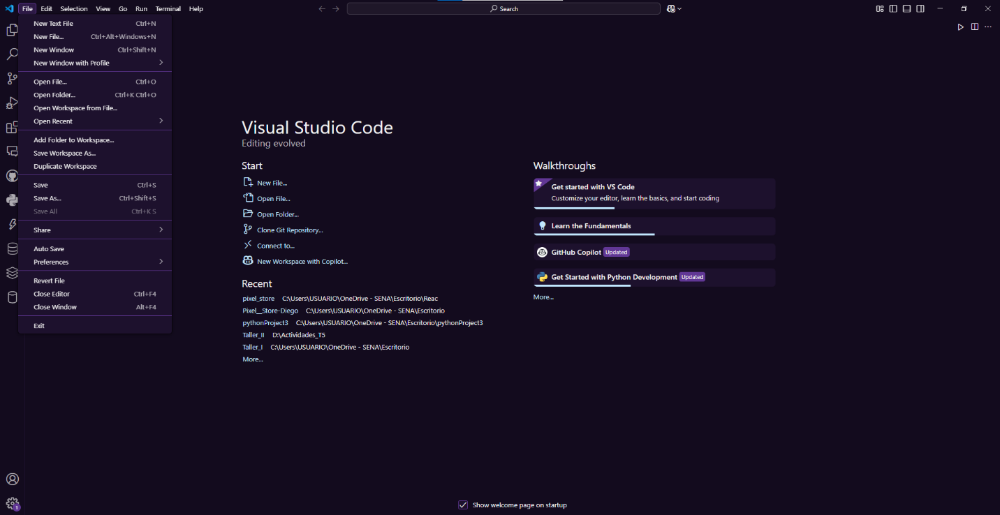 File Edit Selection View Go Run Terminal Help
Search
New Text File Ctrl+N
New File... Ctrl+Alt+Windows+N
New Window Ctrl+Shift+N
New Window with Profile
Open File... Ctrl+O
Open Folder... Ctrl+K Ctrl+O
Open Workspace from File...
Open Recent
Add Folder to Workspace...
Save Workspace As...
Duplicate Workspace
Save Ctrl+S
Save As... Ctrl+Shift+S
Save All Ctrl+K S
Share
Auto Save
Preferences
Revert File
Close Editor Ctrl+F4
Close Window Alt+F4
Exit
1
Visual Studio Code
Editing evolved
Start
New File...
Open File...
Open Folder...
Clone Git Repository...
Connect to...
New Workspace with Copilot...
Recent
pixel_store C:\Users\USUARIO\OneDrive - SENA\Escritorio\Reac
Pixel__Store-Diego C:\Users\USUARIO\OneDrive - SENA\Escritorio
pythonProject3 C:\Users\USUARIO\OneDrive - SENA\Escritorio\pythonProject3
Taller_II D:\Actividades_T5
Taller_I C:\Users\USUARIO\OneDrive - SENA\Escritorio
More...
Walkthroughs
Get started with VS Code
Customize your editor, learn the basics, and start coding
Learn the Fundamentals
GitHub Copilot Updated
Get Started with Python Development Updated
More...
Show welcome page on startup